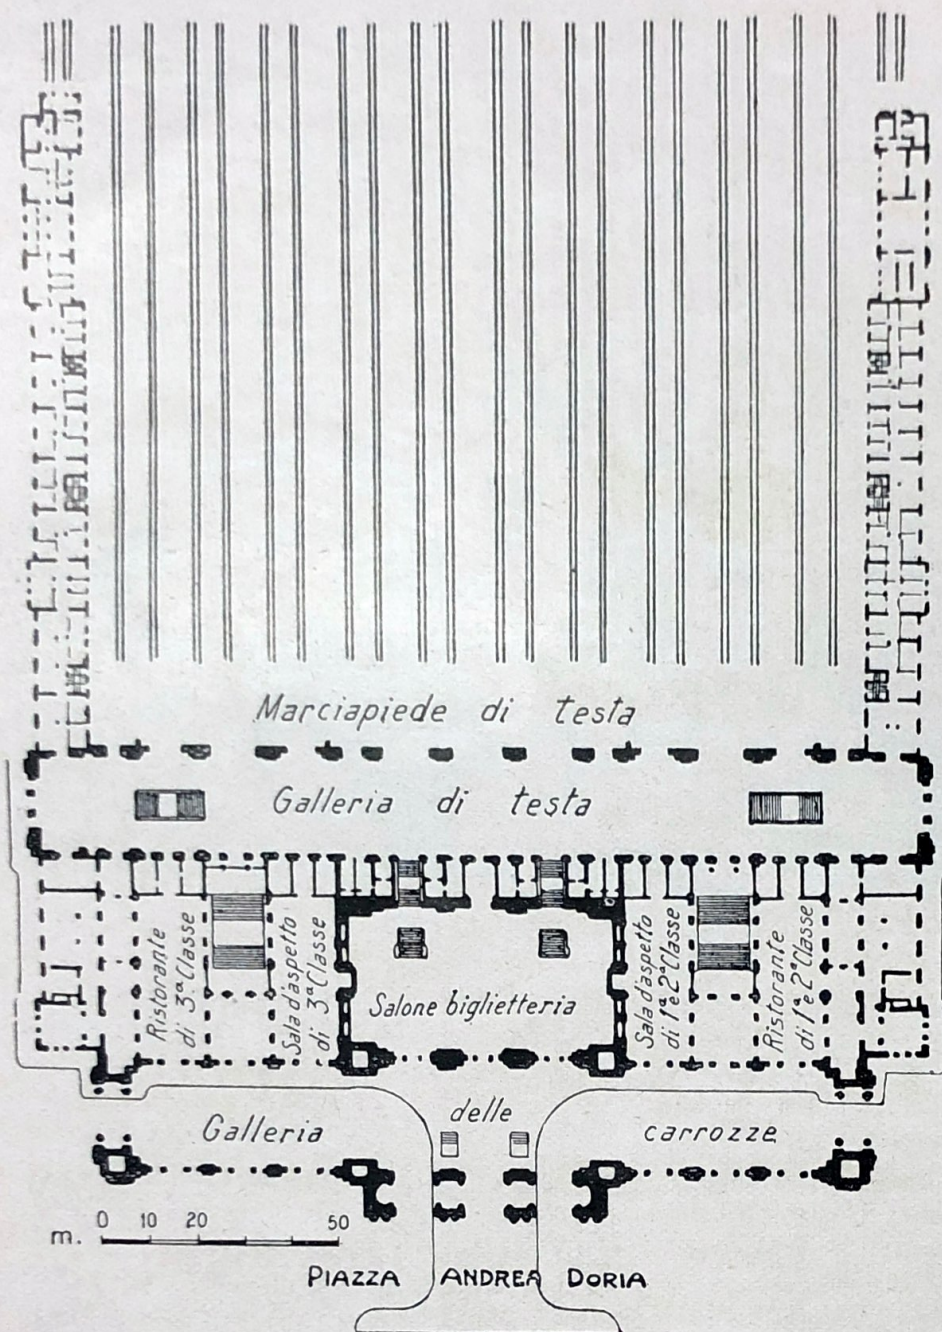 Marciapiede di testa
Galleria di testa
Ristorante
di 3ª Classe
Sala d'aspetto
di 3ª Classe
Salone biglietteria
Sala d'aspetto
di 1ª e 2ª Classe
Ristorante
di 1ª e 2ª Classe
Galleria delle carrozze
m. 0 10 20 50
PIAZZA ANDREA DORIA